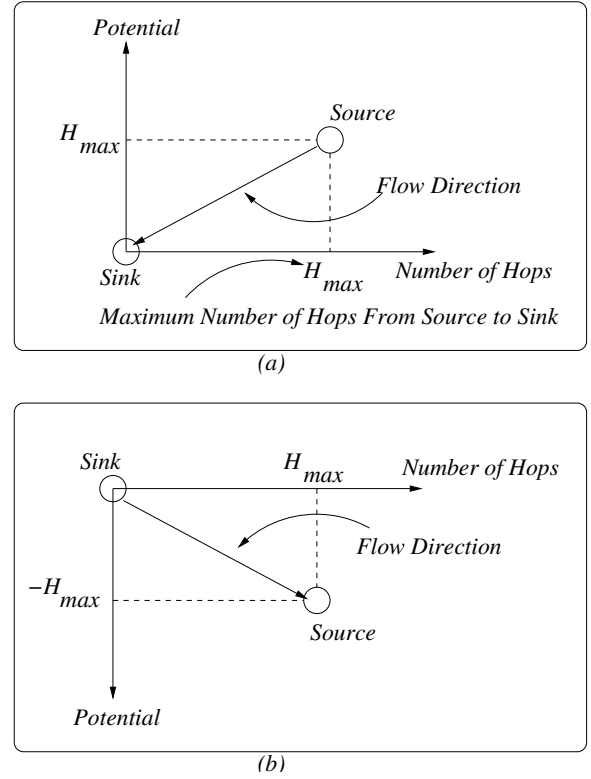 Potential
Source
H max
Flow Direction
Sink
H max
Number of Hops
Maximum Number of Hops From Source to Sink
(a)
Sink
H max
Number of Hops
Flow Direction
−H max
Source
Potential
(b)